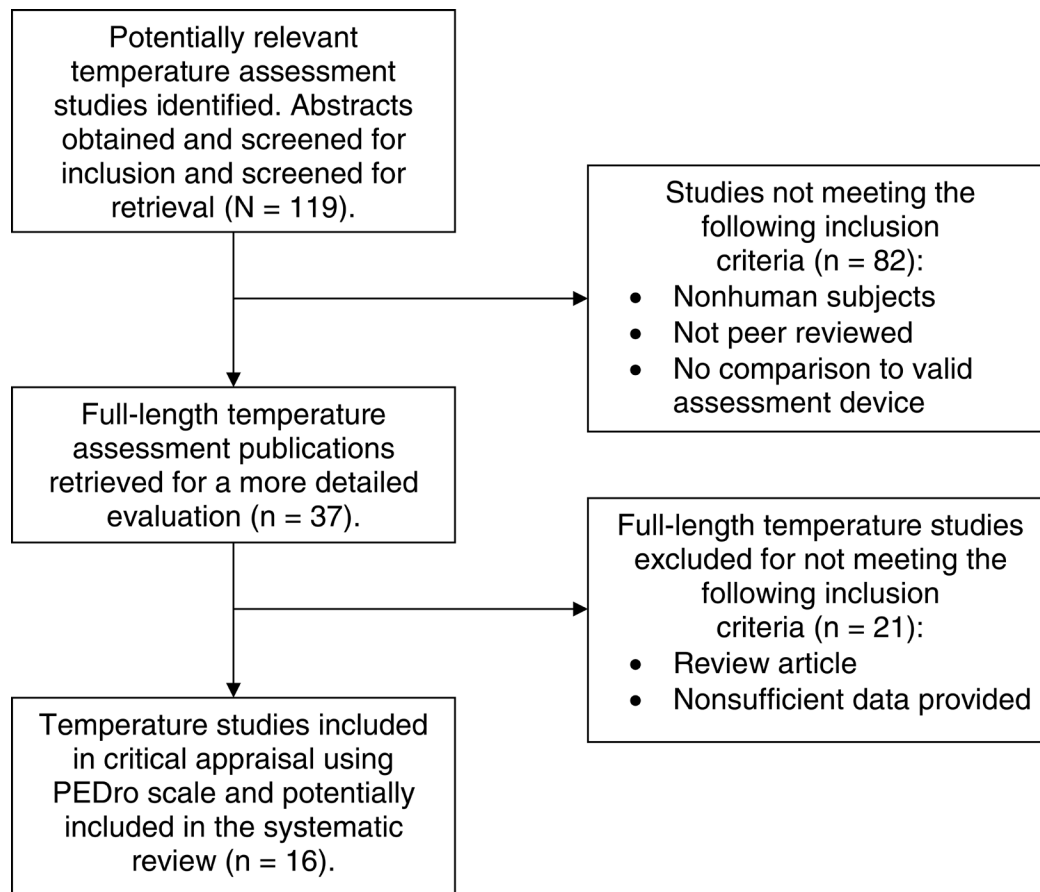 Potentially relevant
temperature assessment
studies identified. Abstracts
obtained and screened for
inclusion and screened for
retrieval (N = 119).
Studies not meeting the
following inclusion
criteria (n = 82):
• Nonhuman subjects
• Not peer reviewed
• No comparison to valid
assessment device
Full-length temperature
assessment publications
retrieved for a more detailed
evaluation (n = 37).
Full-length temperature studies
excluded for not meeting the
following inclusion
criteria (n = 21):
• Review article
• Nonsufficient data provided
Temperature studies included
in critical appraisal using
PEDro scale and potentially
included in the systematic
review (n = 16).